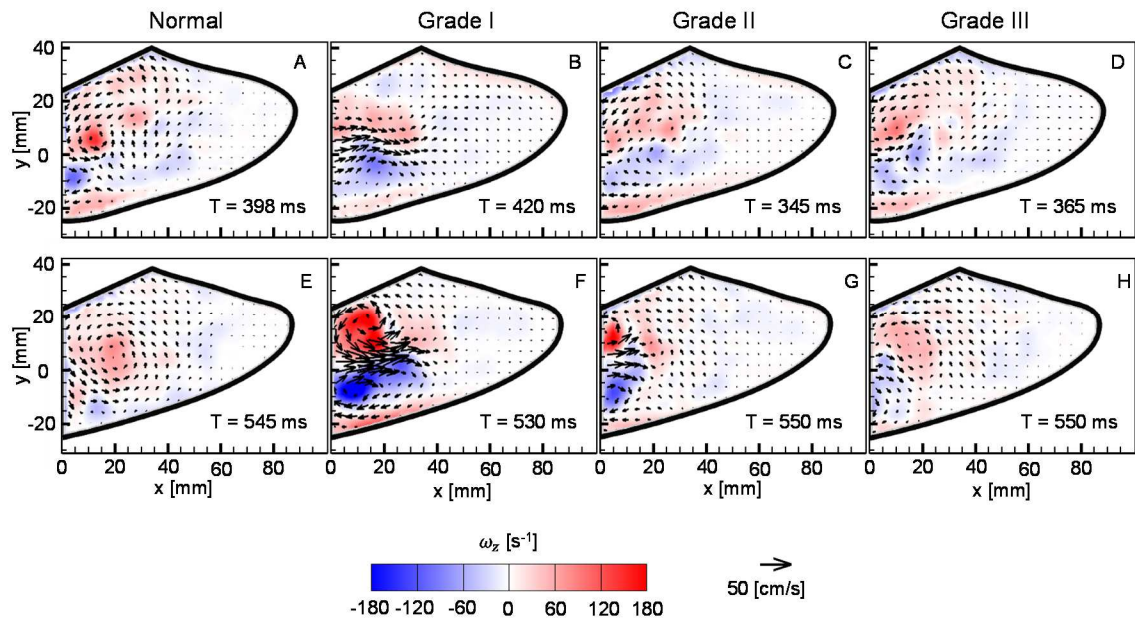 Normal Grade I Grade II Grade III
40 A B C D
20
y [mm]
0
-20
T = 398 ms T = 420 ms T = 345 ms T = 365 ms
40 E F G H
20
y [mm]
0
-20
T = 545 ms T = 530 ms T = 550 ms T = 550 ms
0 20 40 60 80 0 20 40 60 80 0 20 40 60 80 0 20 40 60 80
x [mm] x [mm] x [mm] x [mm]
ω_z [s⁻¹]
-180 -120 -60 0 60 120 180
50 [cm/s]